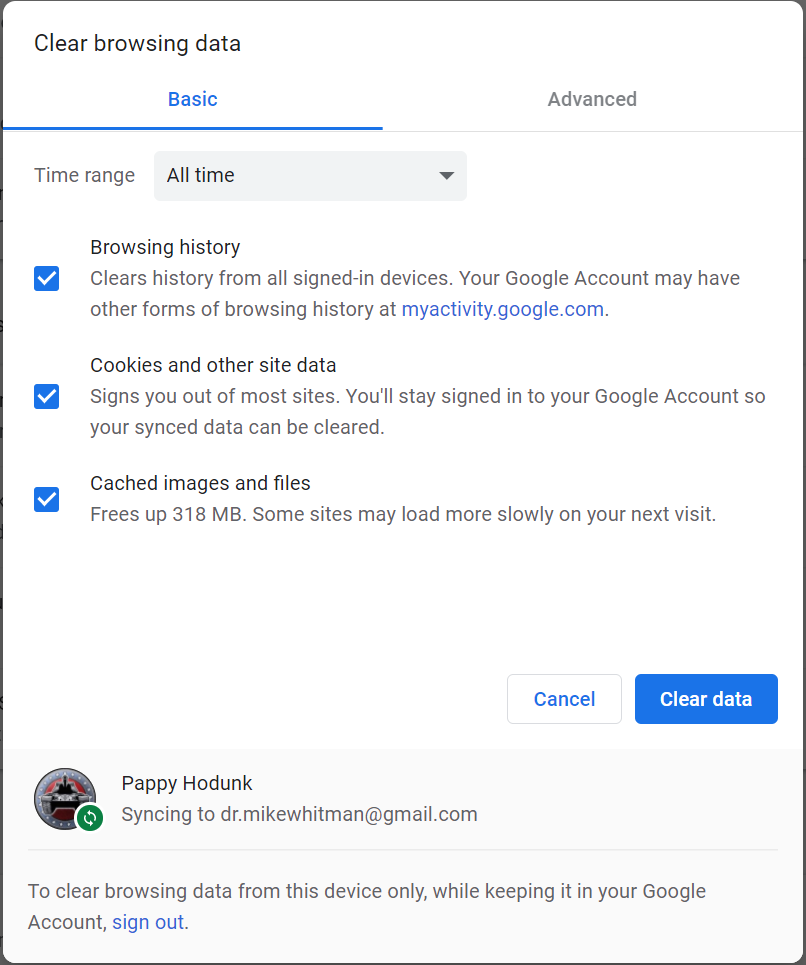 Clear browsing data
Basic
Advanced
Time range
All time
Browsing history
Clears history from all signed-in devices. Your Google Account may have
other forms of browsing history at myactivity.google.com.
Cookies and other site data
Signs you out of most sites. You'll stay signed in to your Google Account so
your synced data can be cleared.
Cached images and files
Frees up 318 MB. Some sites may load more slowly on your next visit.
Cancel
Clear data
Pappy Hodunk
Syncing to dr.mikewhitman@gmail.com
To clear browsing data from this device only, while keeping it in your Google
Account, sign out.